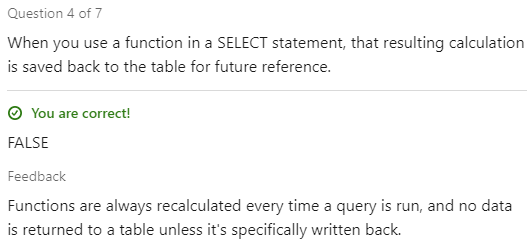 Question 4 of 7
When you use a function in a SELECT statement, that resulting calculation
is saved back to the table for future reference.
You are correct!
FALSE
Feedback
Functions are always recalculated every time a query is run, and no data
is returned to a table unless it's specifically written back.